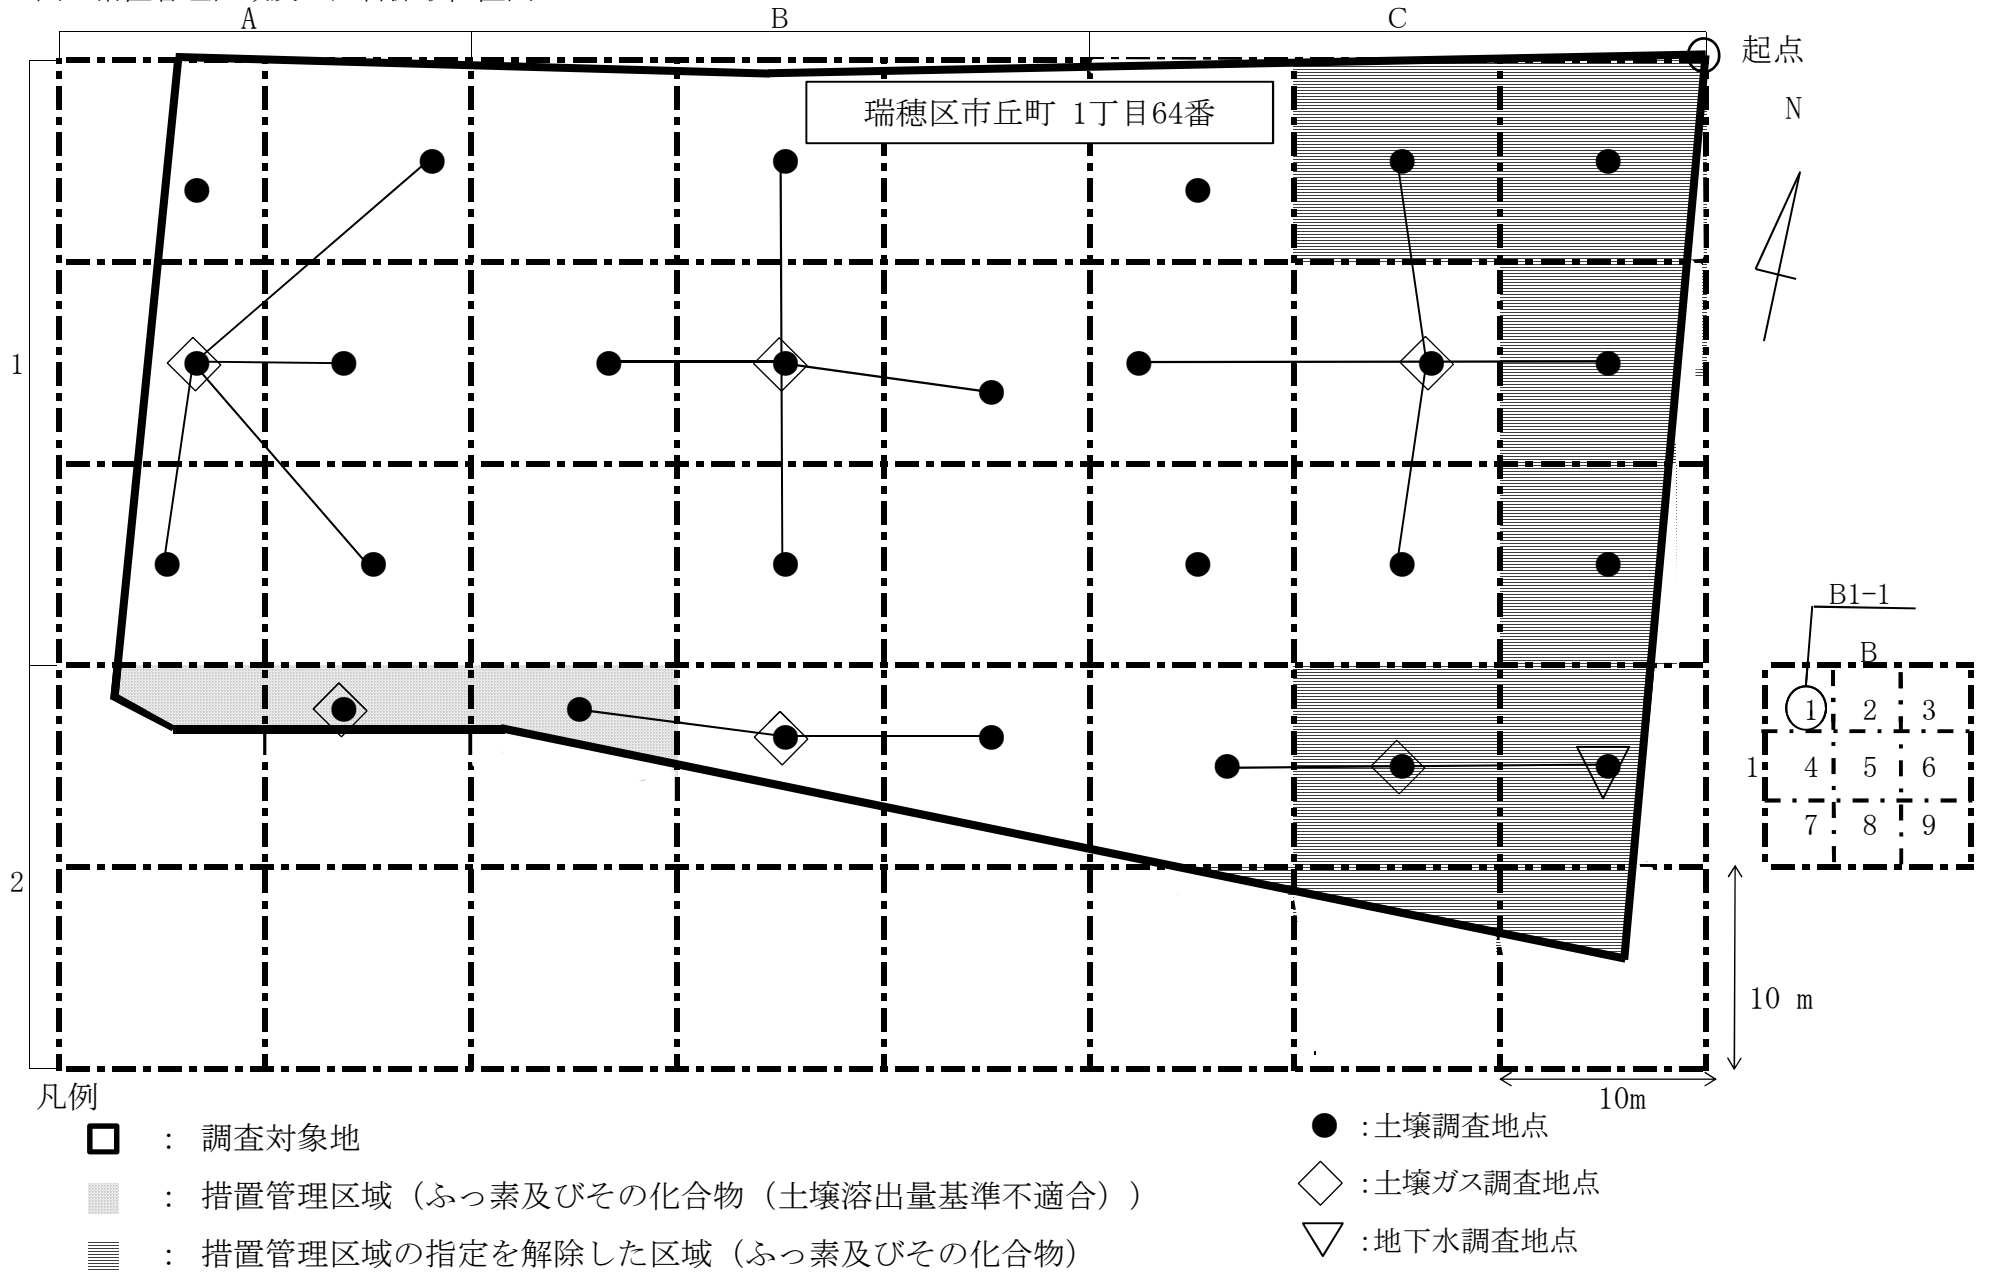 A B C
起点
瑞穂区市丘町 1丁目64番
N
1
B1-1
B
1 2 3
1 4 5 6
7 8 9
2
10 m
10m
凡例
： 調査対象地
： 措置管理区域（ふっ素及びその化合物（土壌溶出量基準不適合））
： 措置管理区域の指定を解除した区域（ふっ素及びその化合物）
：土壌調査地点
：土壌ガス調査地点
：地下水調査地点